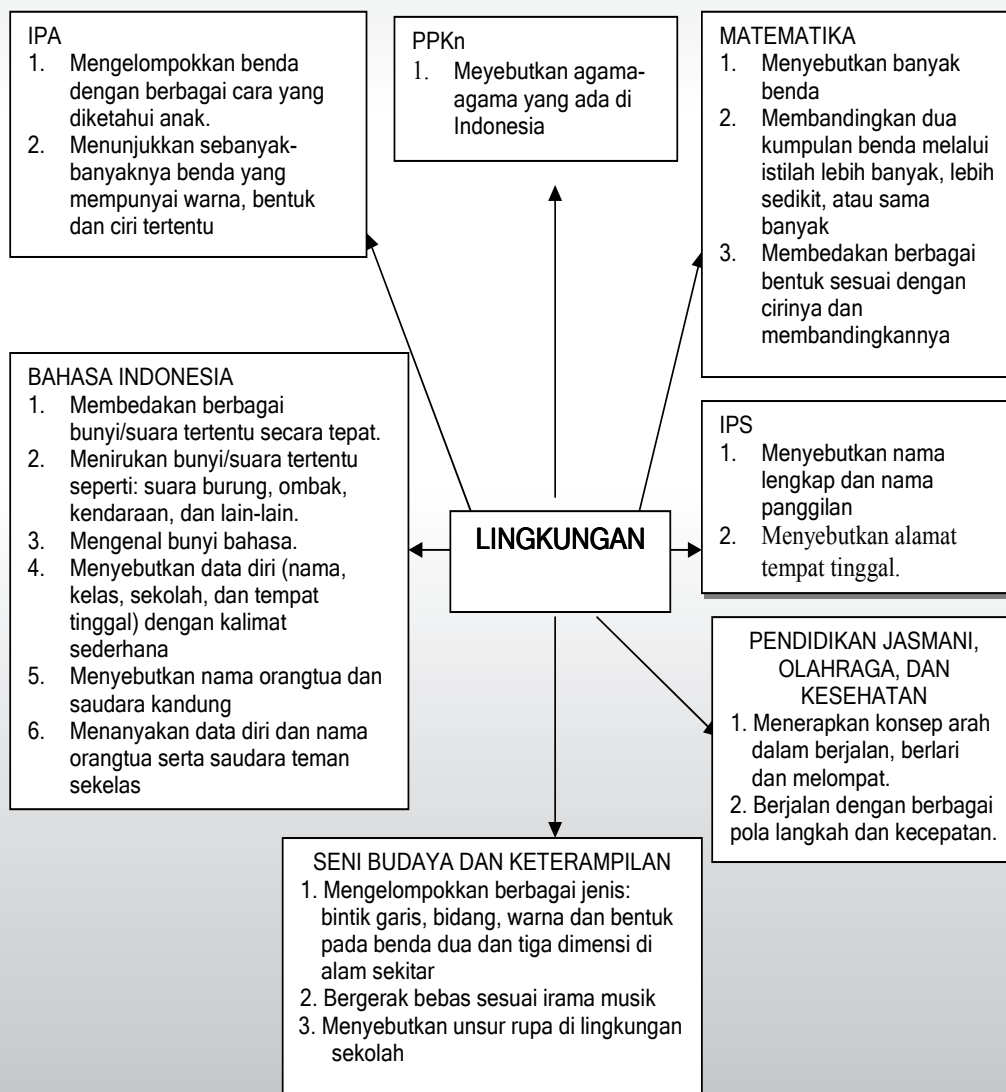 IPA
1. Mengelompokkan benda
dengan berbagai cara yang
diketahui anak.
2. Menunjukkan sebanyak-
banyaknya benda yang
mempunyai warna, bentuk
dan ciri tertentu
PPKn
1. Meyebutkan agama-
agama yang ada di
Indonesia
MATEMATIKA
1. Menyebutkan banyak
benda
2. Membandingkan dua
kumpulan benda melalui
istilah lebih banyak, lebih
sedikit, atau sama
banyak
3. Membedakan berbagai
bentuk sesuai dengan
cirinya dan
membandingkannya
BAHASA INDONESIA
1. Membedakan berbagai
bunyi/suara tertentu secara tepat.
2. Menirukan bunyi/suara tertentu
seperti: suara burung, ombak,
kendaraan, dan lain-lain.
3. Mengenal bunyi bahasa.
4. Menyebutkan data diri (nama,
kelas, sekolah, dan tempat
tinggal) dengan kalimat
sederhana
5. Menyebutkan nama orangtua dan
saudara kandung
6. Menanyakan data diri dan nama
orangtua serta saudara teman
sekelas
LINGKUNGAN
IPS
1. Menyebutkan nama
lengkap dan nama
panggilan
2. Menyebutkan alamat
tempat tinggal.
PENDIDIKAN JASMANI,
OLAHRAGA, DAN
KESEHATAN
1. Menerapkan konsep arah
dalam berjalan, berlari
dan melompat.
2. Berjalan dengan berbagai
pola langkah dan kecepatan.
SENI BUDAYA DAN KETERAMPILAN
1. Mengelompokkan berbagai jenis:
bintik garis, bidang, warna dan bentuk
pada benda dua dan tiga dimensi di
alam sekitar
2. Bergerak bebas sesuai irama musik
3. Menyebutkan unsur rupa di lingkungan
sekolah